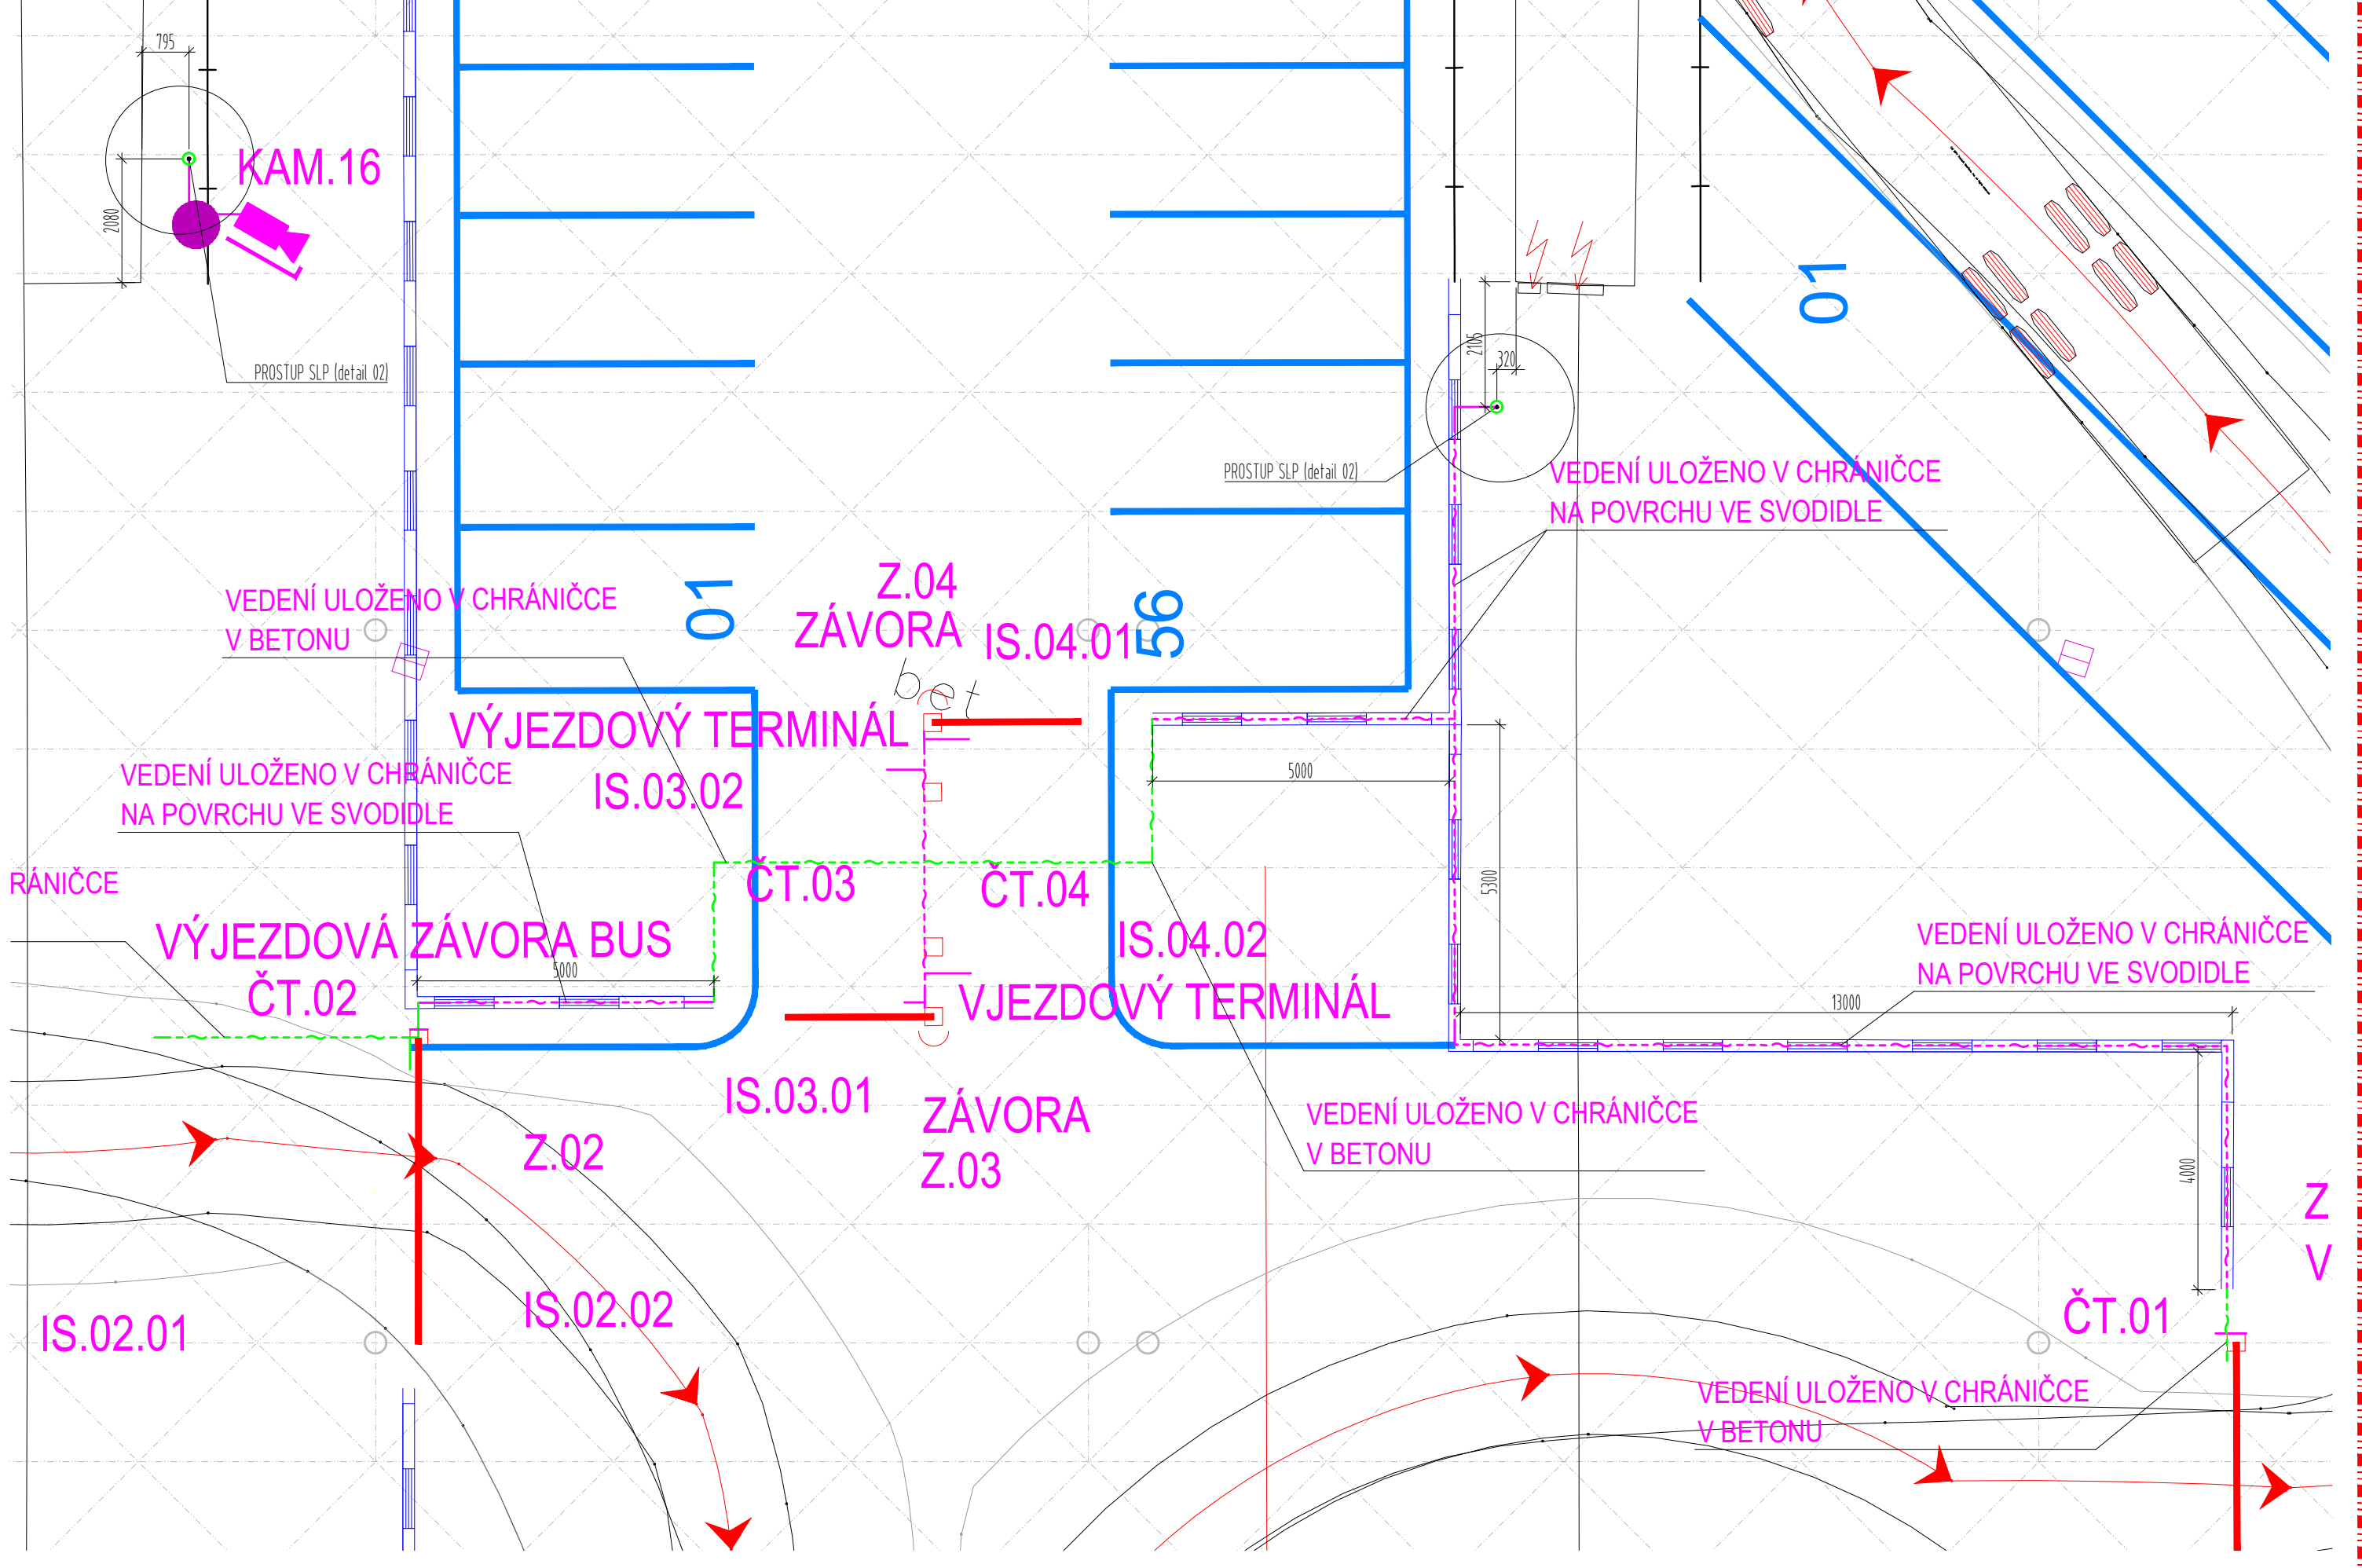 795
KAM.16
2080
01
2105
320
PROSTUP SLP (detail 02)
PROSTUP SLP (detail 02)
VEDENÍ ULOŽENO V CHRÁNIČCE
NA POVRCHU VE SVODIDLE
Z.04
ZÁVORA
IS.04.01
01
56
VEDENÍ ULOŽENO V CHRÁNIČCE
V BETONU
bet
VÝJEZDOVÝ TERMINÁL
IS.03.02
VEDENÍ ULOŽENO V CHRÁNIČCE
NA POVRCHU VE SVODIDLE
5000
5300
RÁNIČCE
ČT.03
ČT.04
VÝJEZDOVÁ ZÁVORA BUS
ČT.02
5000
IS.04.02
VJEZDOVÝ TERMINÁL
VEDENÍ ULOŽENO V CHRÁNIČCE
NA POVRCHU VE SVODIDLE
13000
IS.03.01
ZÁVORA
Z.03
VEDENÍ ULOŽENO V CHRÁNIČCE
V BETONU
Z.02
4000
Z
V
IS.02.01
IS.02.02
ČT.01
VEDENÍ ULOŽENO V CHRÁNIČCE
V BETONU